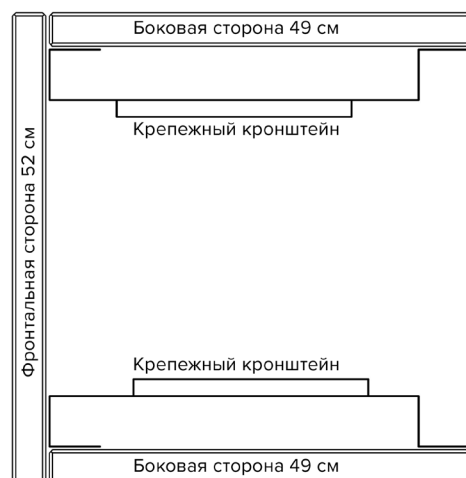 Боковая сторона 49 см
Крепежный кронштейн
Фронтальная сторона 52 см
Крепежный кронштейн
Боковая сторона 49 см